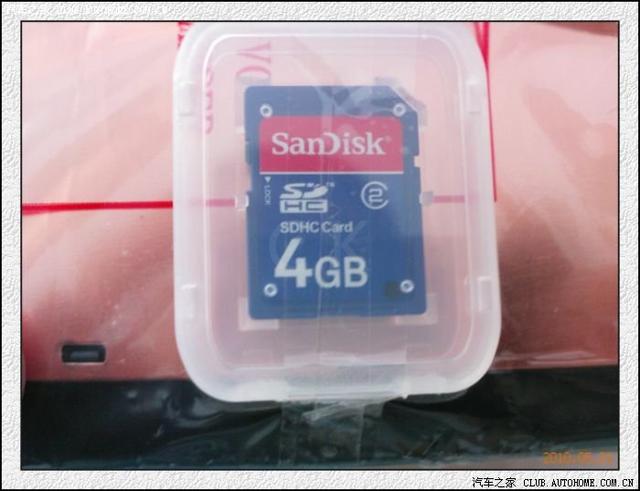 SanDisk
LOCK
SD
HC
2
SDHC Card
4GB
汽车之家 CLUB.AUTOHOME.COM.CN